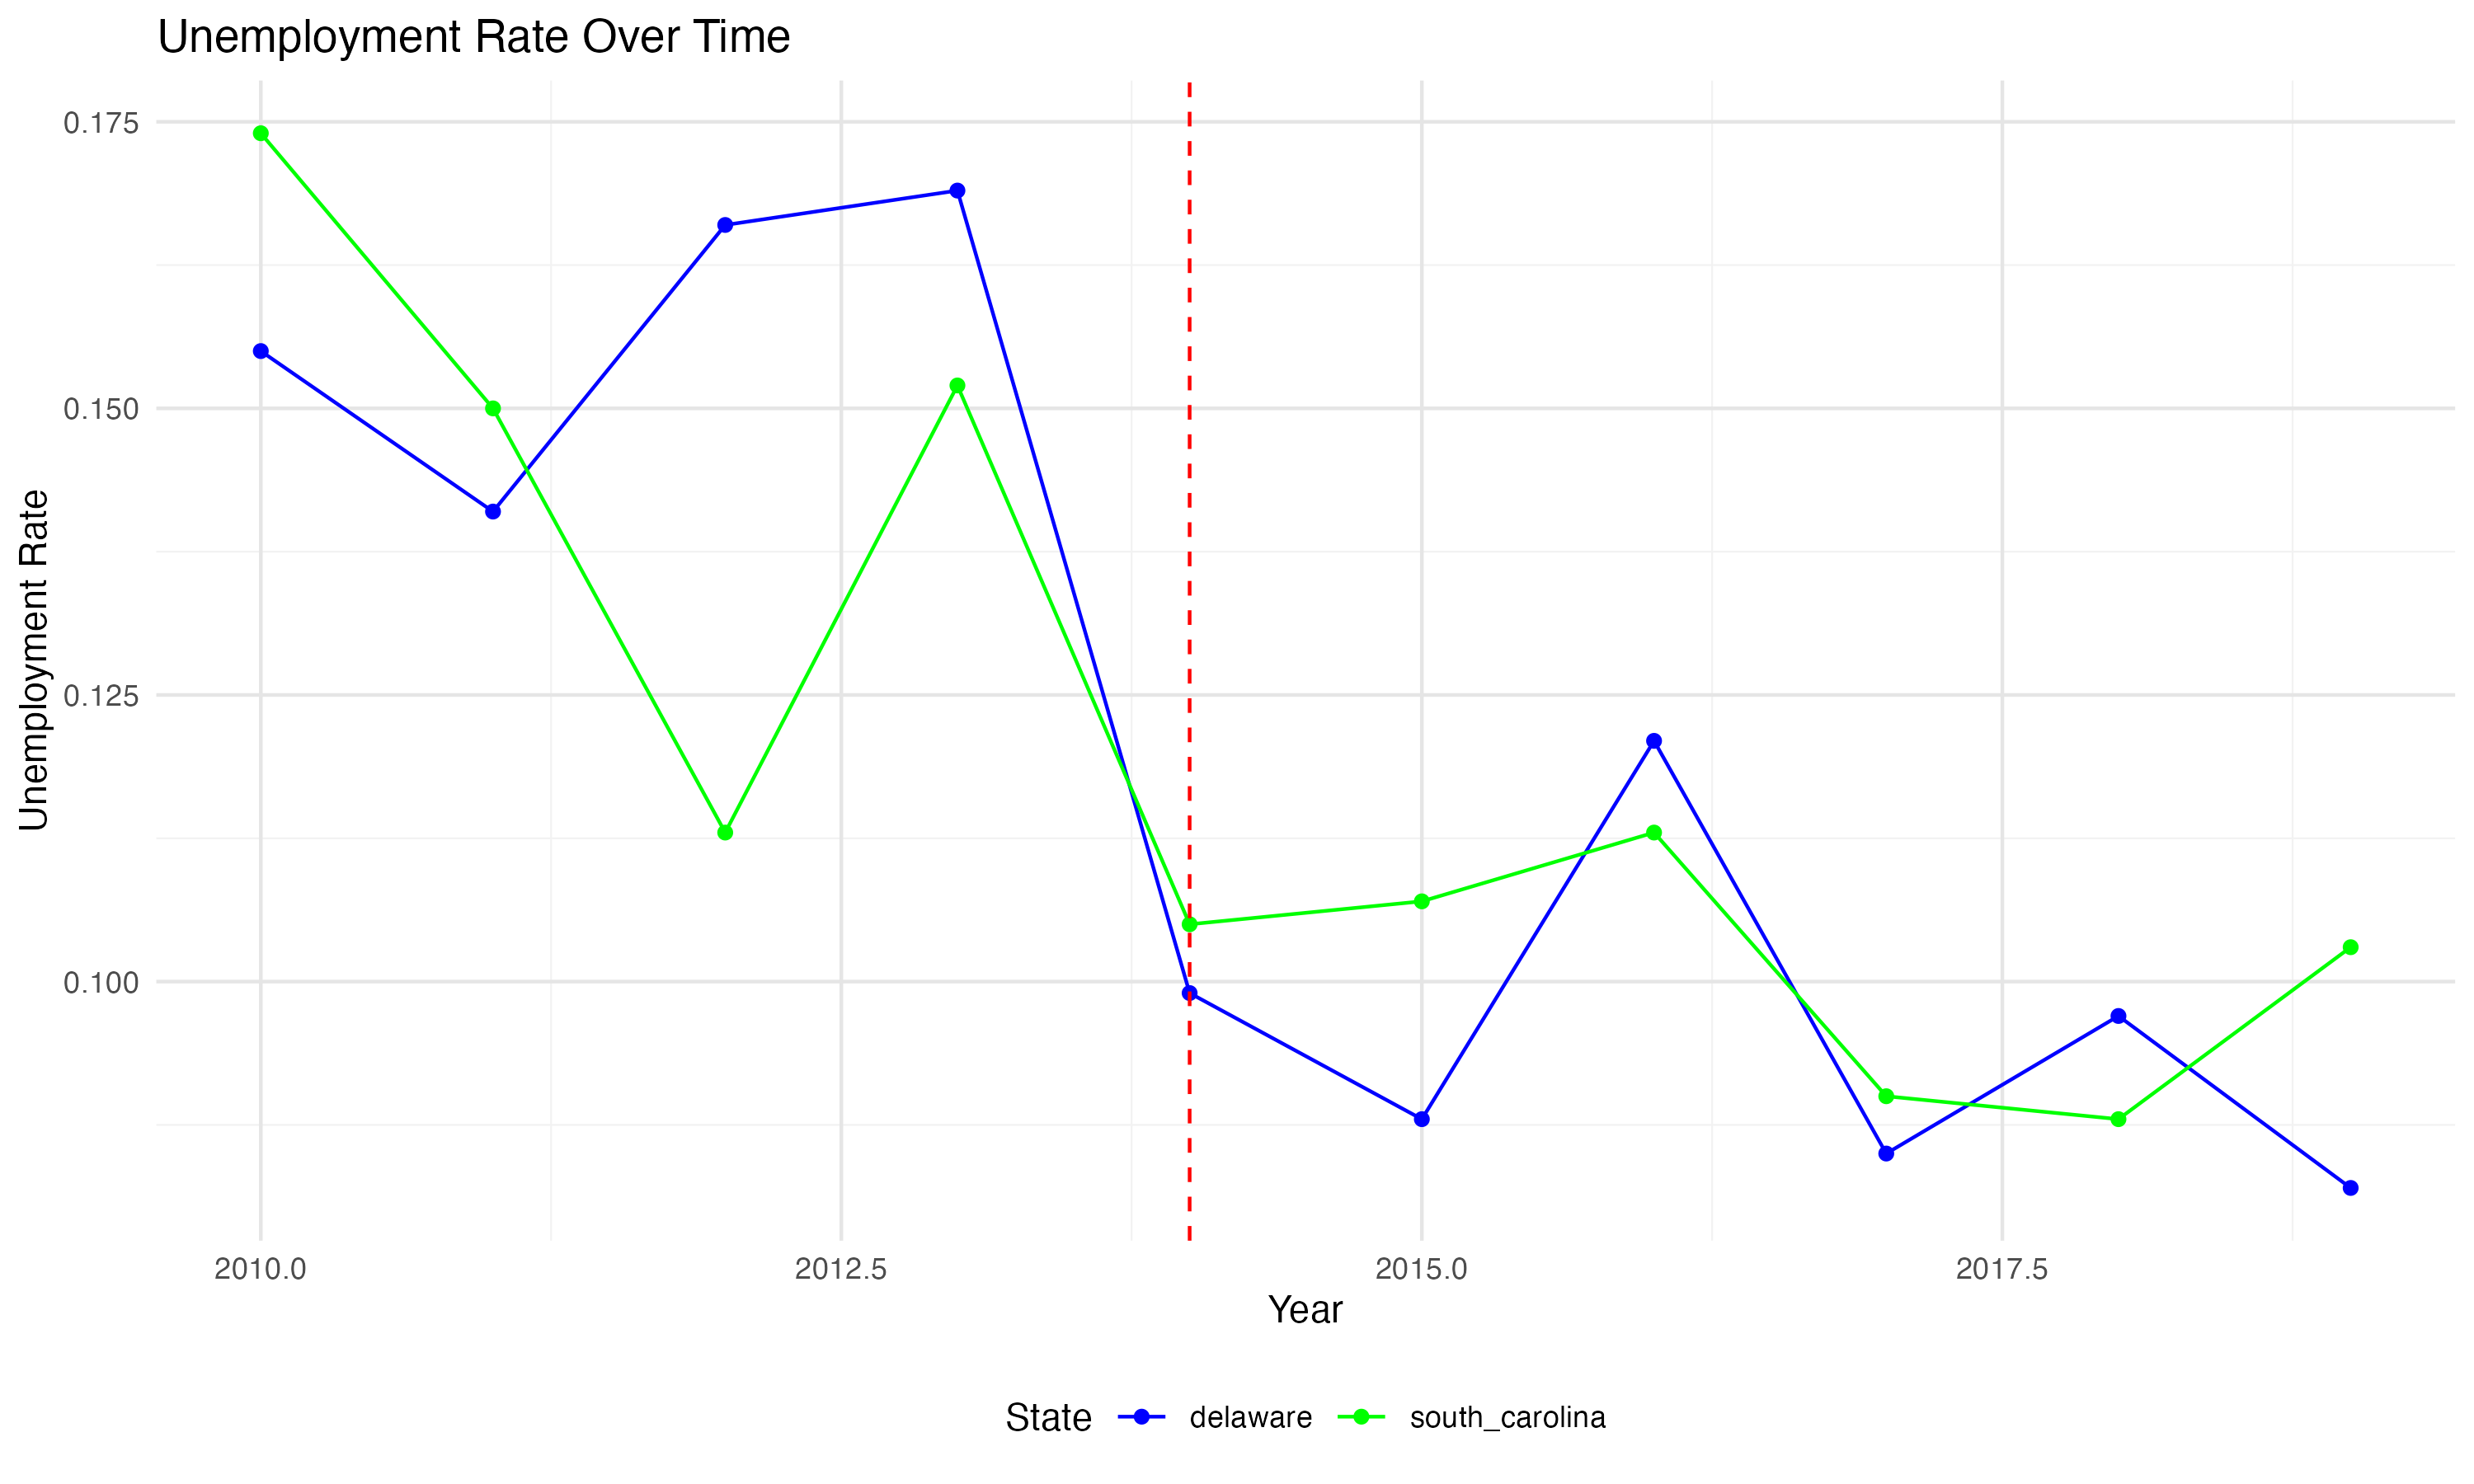 Unemployment Rate Over Time
Unemployment Rate
0.175
0.150
0.125
0.100
2010.0 2012.5 2015.0 2017.5
Year
State delaware south_carolina